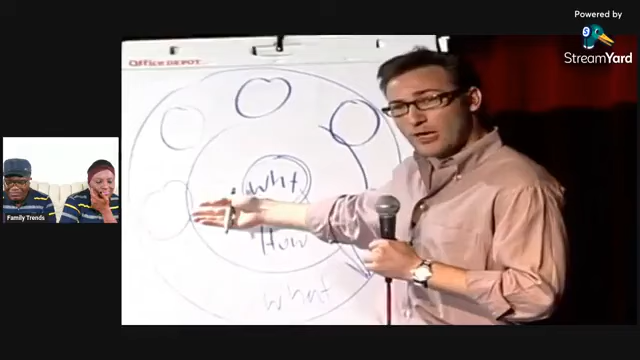 Powered by
StreamYard
Office DEPOT
why
How
what
Family Trends